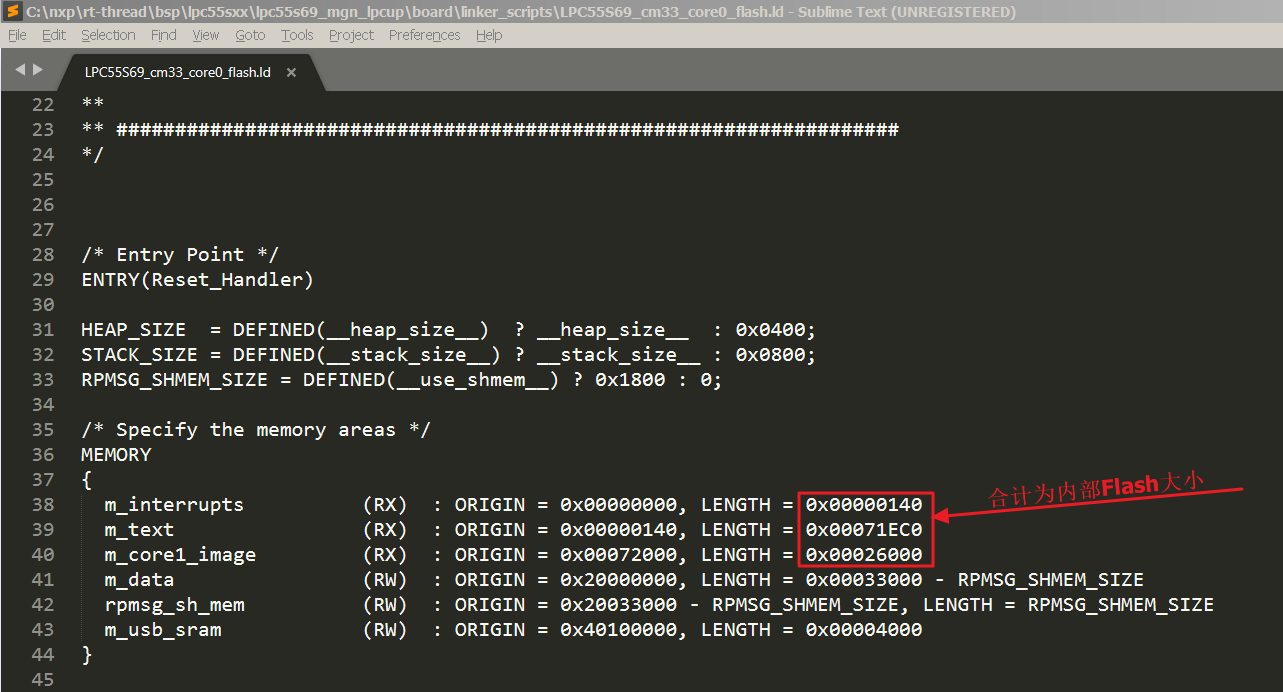 C:\nxp\rt-thread\bsp\lpc55sxx\lpc55s69_mgn_lpcup\board\linker_scripts\LPC55S69_cm33_core0_flash.ld - Sublime Text (UNREGISTERED)
File Edit Selection Find View Goto Tools Project Preferences Help
LPC55S69_cm33_core0_flash.ld ×
22 **
23 ** ###################################################################
24 */
25
26
27
28 /* Entry Point */
29 ENTRY(Reset_Handler)
30
31 HEAP_SIZE  = DEFINED(__heap_size__)  ? __heap_size__  : 0x0400;
32 STACK_SIZE = DEFINED(__stack_size__) ? __stack_size__ : 0x0800;
33 RPMSG_SHMEM_SIZE = DEFINED(__use_shmem__) ? 0x1800 : 0;
34
35 /* Specify the memory areas */
36 MEMORY
37 {
合计为内部Flash大小
38   m_interrupts          (RX)  : ORIGIN = 0x00000000, LENGTH = 0x00000140
39   m_text                (RX)  : ORIGIN = 0x00000140, LENGTH = 0x00071EC0
40   m_core1_image         (RX)  : ORIGIN = 0x00072000, LENGTH = 0x00026000
41   m_data                (RW)  : ORIGIN = 0x20000000, LENGTH = 0x00033000 - RPMSG_SHMEM_SIZE
42   rpmsg_sh_mem          (RW)  : ORIGIN = 0x20033000 - RPMSG_SHMEM_SIZE, LENGTH = RPMSG_SHMEM_SIZE
43   m_usb_sram            (RW)  : ORIGIN = 0x40100000, LENGTH = 0x00004000
44 }
45